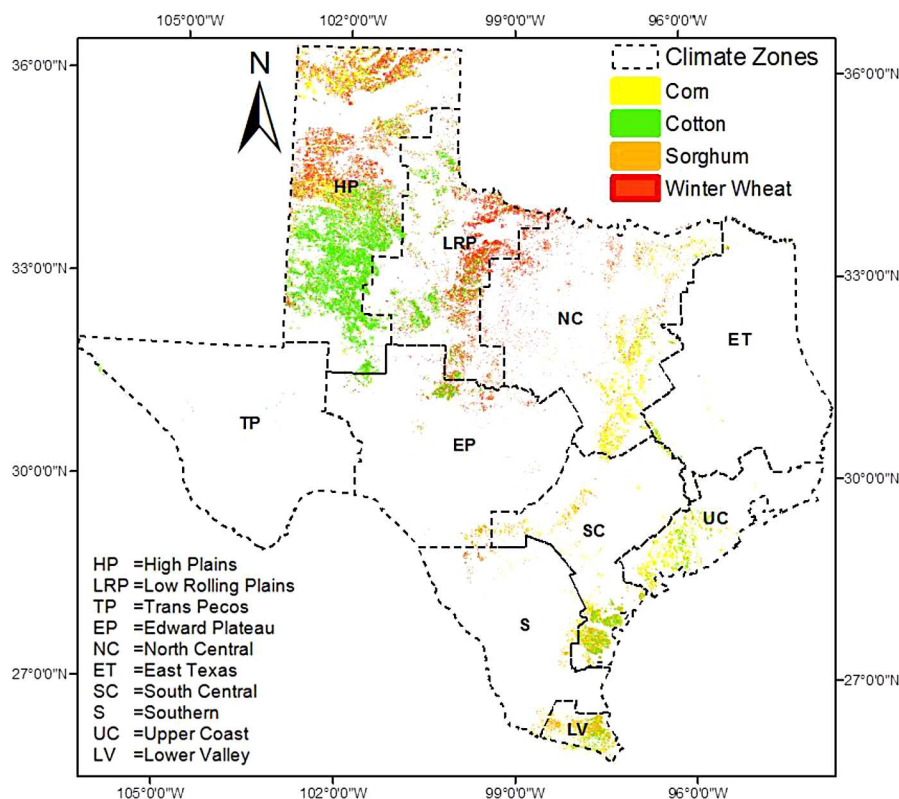 105°0'0"W 102°0'0"W 99°0'0"W 96°0'0"W
36°0'0"N
36°0'0"N
N
Climate Zones
Corn
Cotton
Sorghum
Winter Wheat
HP
LRP
33°0'0"N
33°0'0"N
NC
ET
TP
EP
30°0'0"N
30°0'0"N
UC
SC
S
LV
HP =High Plains
LRP =Low Rolling Plains
TP =Trans Pecos
EP =Edward Plateau
NC =North Central
ET =East Texas
SC =South Central
S =Southern
UC =Upper Coast
LV =Lower Valley
27°0'0"N
27°0'0"N
105°0'0"W 102°0'0"W 99°0'0"W 96°0'0"W